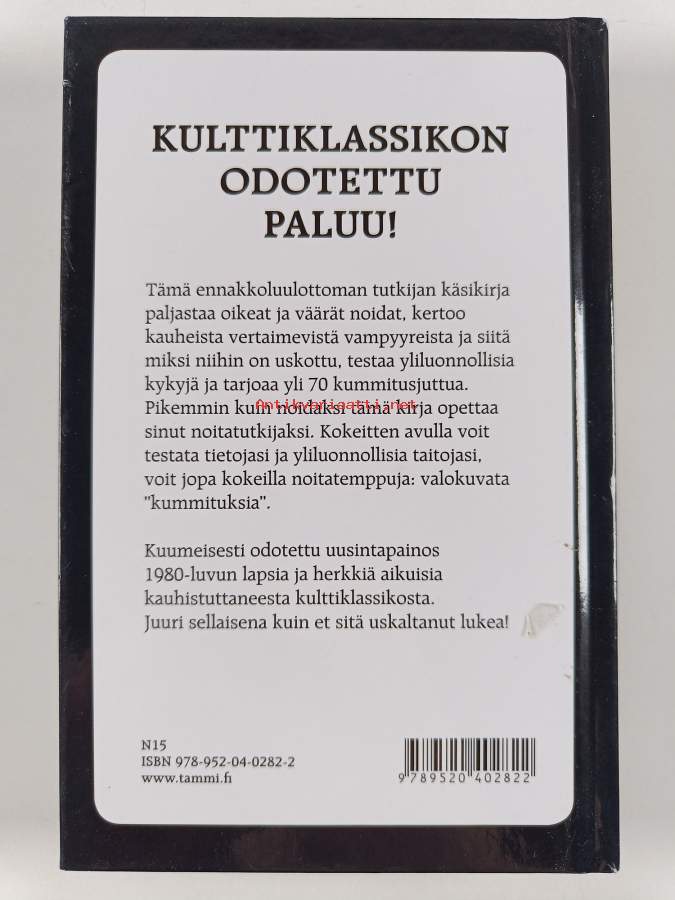 KULTTIKLASSIKON
ODOTETTU
PALUU!
Tämä ennakkoluulottoman tutkijan käsikirja
paljastaa oikeat ja väärät noidat, kertoo
kauheista vertaimevistä vampyyreista ja siitä
miksi niihin on uskottu, testaa yliluonnollisia
kykyjä ja tarjoaa yli 70 kummitusjuttua.
Pikemmin kuin noidaksi tämä kirja opettaa
Antikvariaatti.net
sinut noitatutkijaksi. Kokeitten avulla voit
testata tietojasi ja yliluonnollisia taitojasi,
voit jopa kokeilla noitatemppuja: valokuvata
"kummituksia".
Kuumeisesti odotettu uusintapainos
1980-luvun lapsia ja herkkiä aikuisia
kauhistuttaneesta kulttiklassikosta.
Juuri sellaisena kuin et sitä uskaltanut lukea!
N15
ISBN 978-952-04-0282-2
www.tammi.fi
9 789520 402822